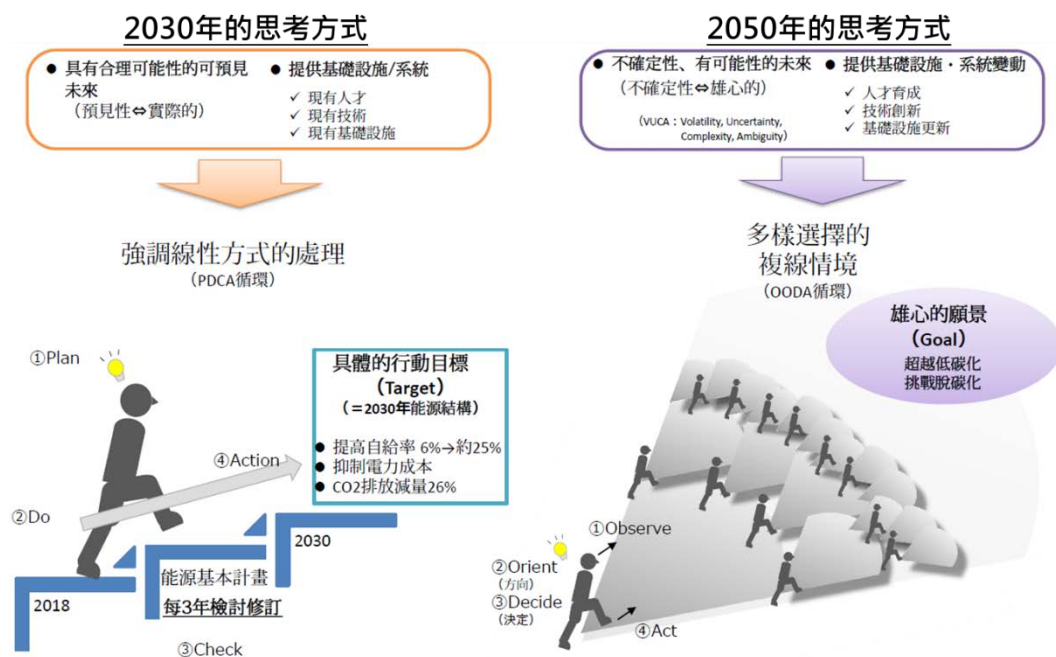 2030年的思考方式
● 具有合理可能性的可預見
未來
（預見性⇔實際的）
● 提供基礎設施/系統
✓ 現有人才
✓ 現有技術
✓ 現有基礎設施
強調線性方式的處理
（PDCA循環）
①Plan
②Do
④Action
具體的行動目標
（Target）
（＝2030年能源結構）
● 提高自給率 6%→約25%
● 抑制電力成本
● CO2排放減量26%
2018
能源基本計畫
每3年檢討修訂
2030
③Check
2050年的思考方式
● 不確定性、有可能性的未來
（不確定性⇔雄心的）
（VUCA：Volatility, Uncertainty,
Complexity, Ambiguity）
● 提供基礎設施・系統變動
✓ 人才育成
✓ 技術創新
✓ 基礎設施更新
多樣選擇的
複線情境
（OODA循環）
雄心的願景
（Goal）
超越低碳化
挑戰脫碳化
①Observe
②Orient
（方向）
③Decide
（決定）
④Act